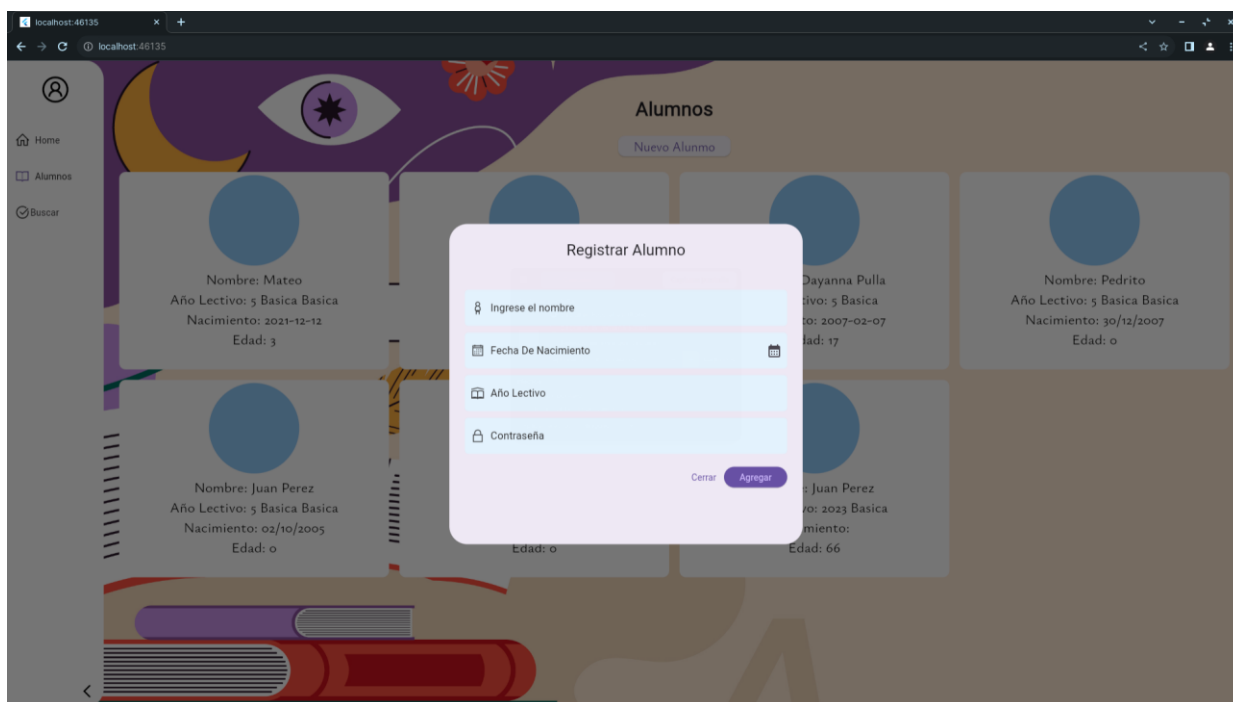 localhost:46135
localhost:46135
Home
Alumnos
Buscar
Alumnos
Nuevo Alunmo
Nombre: Mateo
Año Lectivo: 5 Basica Basica
Nacimiento: 2021-12-12
Edad: 3
Dayanna Pulla
tivo: 5 Basica
to: 2007-02-07
dad: 17
Nombre: Pedrito
Año Lectivo: 5 Basica Basica
Nacimiento: 30/12/2007
Edad: 0
Registrar Alumno
Ingrese el nombre
Fecha De Nacimiento
Año Lectivo
Contraseña
Cerrar Agregar
Nombre: Juan Perez
Año Lectivo: 5 Basica Basica
Nacimiento: 02/10/2005
Edad: 0
Edad: 0
: Juan Perez
vo: 2023 Basica
miento:
Edad: 66